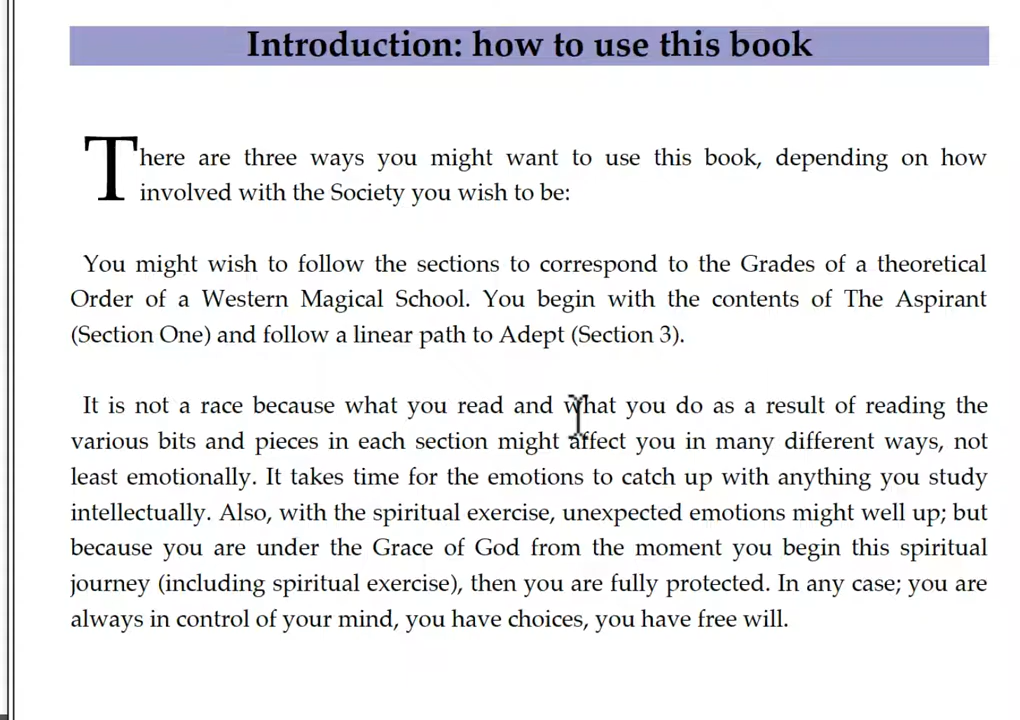 Introduction: how to use this book
There are three ways you might want to use this book, depending on how
involved with the Society you wish to be:
You might wish to follow the sections to correspond to the Grades of a theoretical
Order of a Western Magical School. You begin with the contents of The Aspirant
(Section One) and follow a linear path to Adept (Section 3).
It is not a race because what you read and what you do as a result of reading the
various bits and pieces in each section might affect you in many different ways, not
least emotionally. It takes time for the emotions to catch up with anything you study
intellectually. Also, with the spiritual exercise, unexpected emotions might well up; but
because you are under the Grace of God from the moment you begin this spiritual
journey (including spiritual exercise), then you are fully protected. In any case; you are
always in control of your mind, you have choices, you have free will.